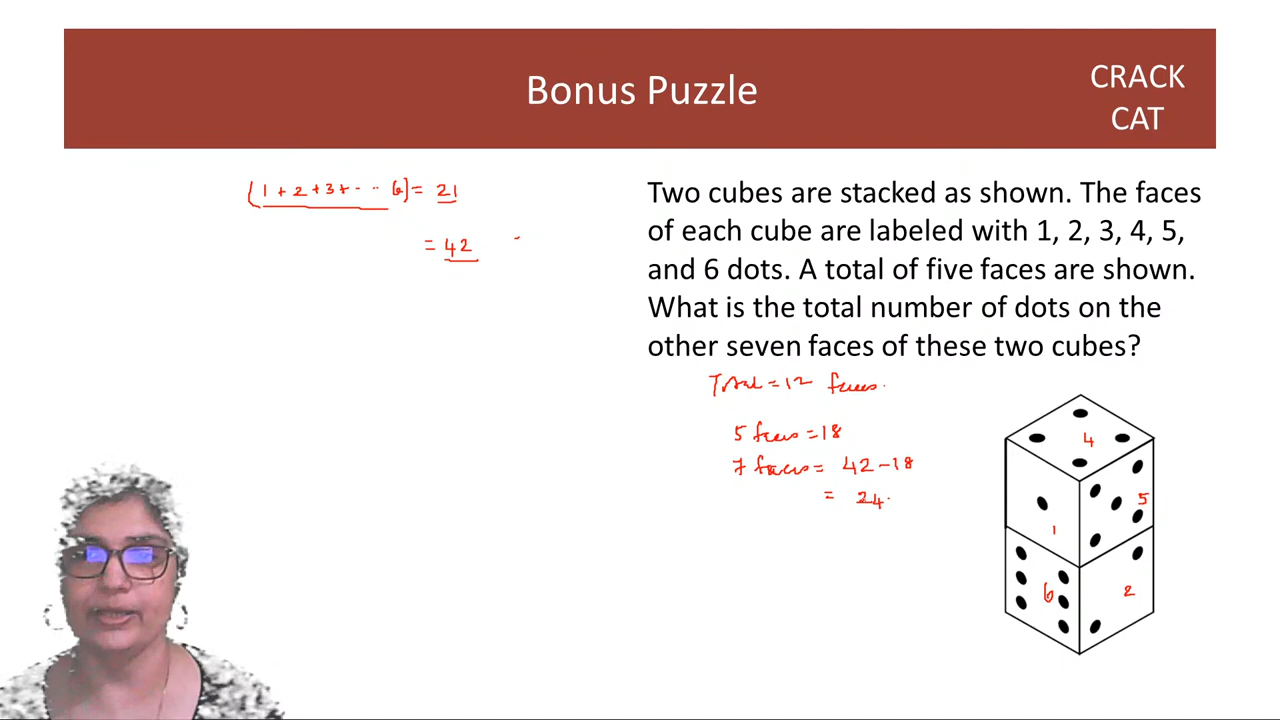 Bonus Puzzle
CRACK
CAT
(1 + 2 + 3 + - ·· 6) = 21
= 42
Two cubes are stacked as shown. The faces
of each cube are labeled with 1, 2, 3, 4, 5,
and 6 dots. A total of five faces are shown.
What is the total number of dots on the
other seven faces of these two cubes?
Total = 12 faces.
5 faces = 18
7 faces = 42 - 18
= 24.
4
5
1
6
2